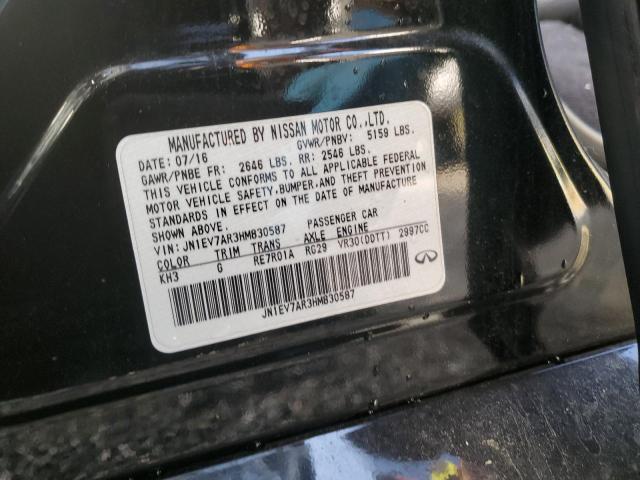 MANUFACTURED BY NISSAN MOTOR CO.,LTD.
DATE: 07/16 GVWR/PNBV: 5159 LBS.
GAWR/PNBE FR: 2646 LBS. RR: 2546 LBS.
THIS VEHICLE CONFORMS TO ALL APPLICABLE FEDERAL
MOTOR VEHICLE SAFETY,BUMPER,AND THEFT PREVENTION
STANDARDS IN EFFECT ON THE DATE OF MANUFACTURE
SHOWN ABOVE.
VIN: JN1EV7AR3HM830587 PASSENGER CAR
COLOR TRIM TRANS AXLE ENGINE
KH3 G RE7R01A RG29 VR30(DDTT) 2997CC
JN1EV7AR3HM830587